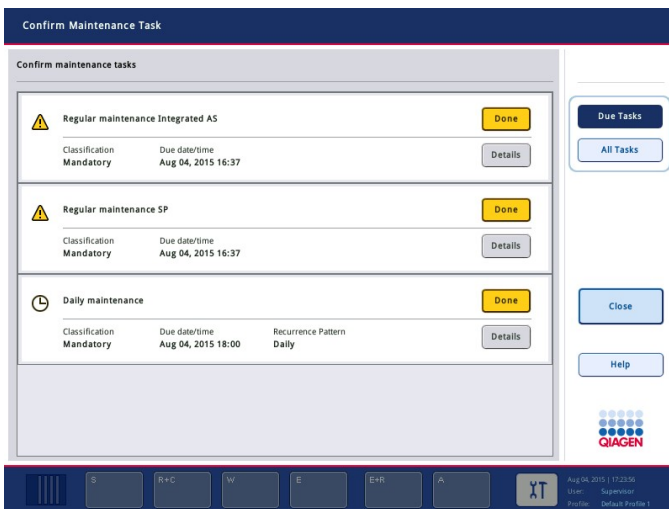 Confirm Maintenance Task
Confirm maintenance tasks
Regular maintenance Integrated AS
Done
Classification
Due date/time
Mandatory
Aug 04, 2015 16:37
Details
Regular maintenance SP
Done
Classification
Due date/time
Mandatory
Aug 04, 2015 16:37
Details
Daily maintenance
Done
Classification
Due date/time
Recurrence Pattern
Mandatory
Aug 04, 2015 18:00
Daily
Details
Due Tasks
All Tasks
Close
Help
QIAGEN
S
R+C
W
E
E+R
A
Aug 04, 2015 | 17:23:56
User: Supervisor
Profile: Default Profile 1